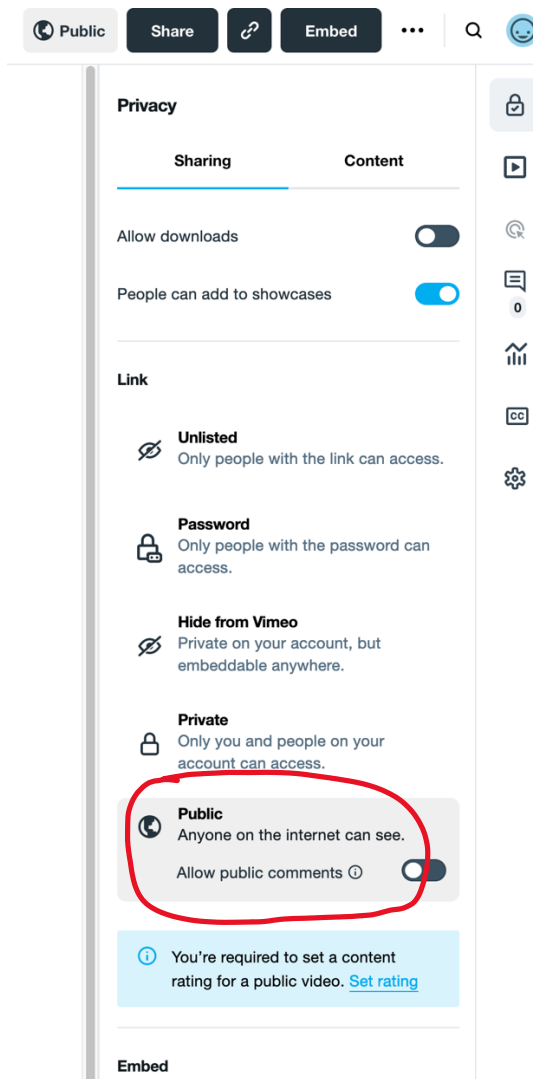 Public
Share
Embed
Privacy
Sharing
Content
Allow downloads
People can add to showcases
Link
Unlisted
Only people with the link can access.
Password
Only people with the password can
access.
Hide from Vimeo
Private on your account, but
embeddable anywhere.
Private
Only you and people on your
account can access.
Public
Anyone on the internet can see.
Allow public comments
You’re required to set a content
rating for a public video. Set rating
Embed
0
CC